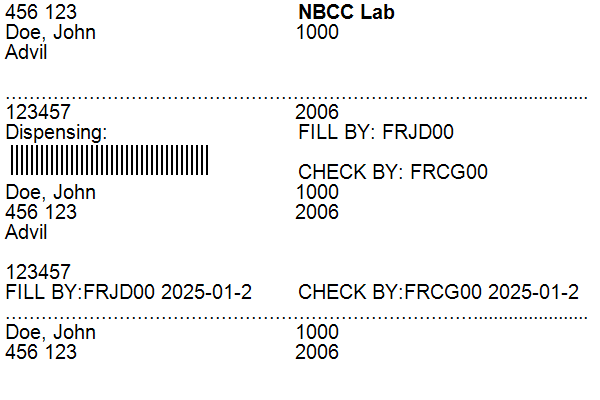 456 123 NBCC Lab
Doe, John 1000
Advil
123457 2006
Dispensing: FILL BY: FRJD00
CHECK BY: FRCG00
Doe, John 1000
456 123 2006
Advil
123457
FILL BY:FRJD00 2025-01-2 CHECK BY:FRCG00 2025-01-2
Doe, John 1000
456 123 2006